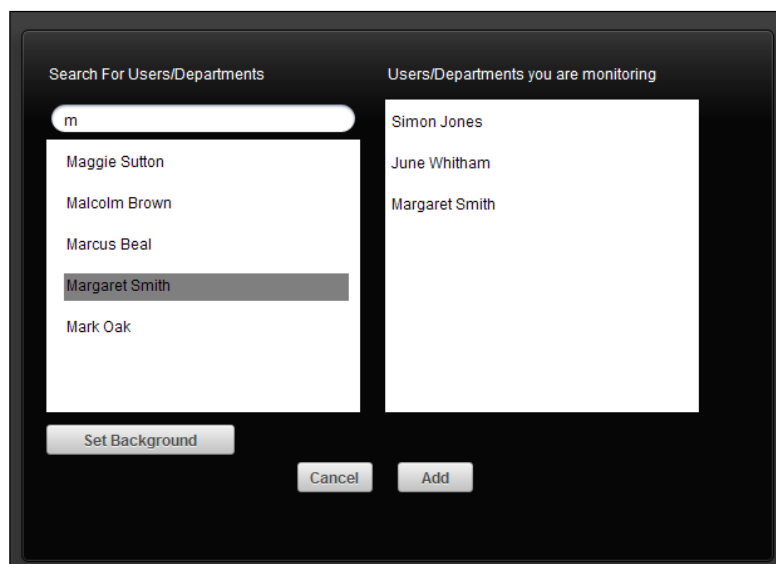 Search For Users/Departments
m
Maggie Sutton
Malcolm Brown
Marcus Beal
Margaret Smith
Mark Oak
Set Background
Users/Departments you are monitoring
Simon Jones
June Whitham
Margaret Smith
Cancel
Add